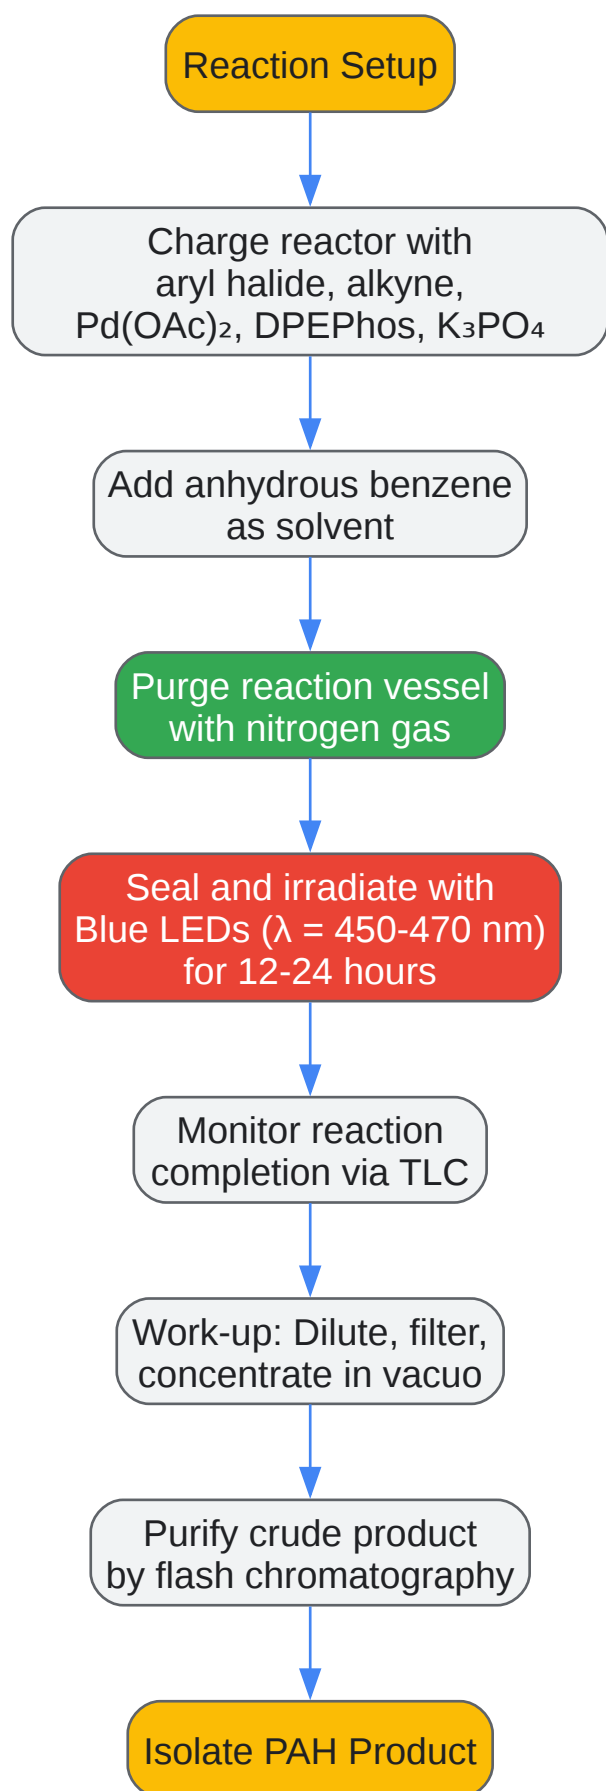 Reaction Setup
Charge reactor with
aryl halide, alkyne,
Pd(OAc)₂, DPEPhos, K₃PO₄
Add anhydrous benzene
as solvent
Purge reaction vessel
with nitrogen gas
Seal and irradiate with
Blue LEDs (λ = 450-470 nm)
for 12-24 hours
Monitor reaction
completion via TLC
Work-up: Dilute, filter,
concentrate in vacuo
Purify crude product
by flash chromatography
Isolate PAH Product